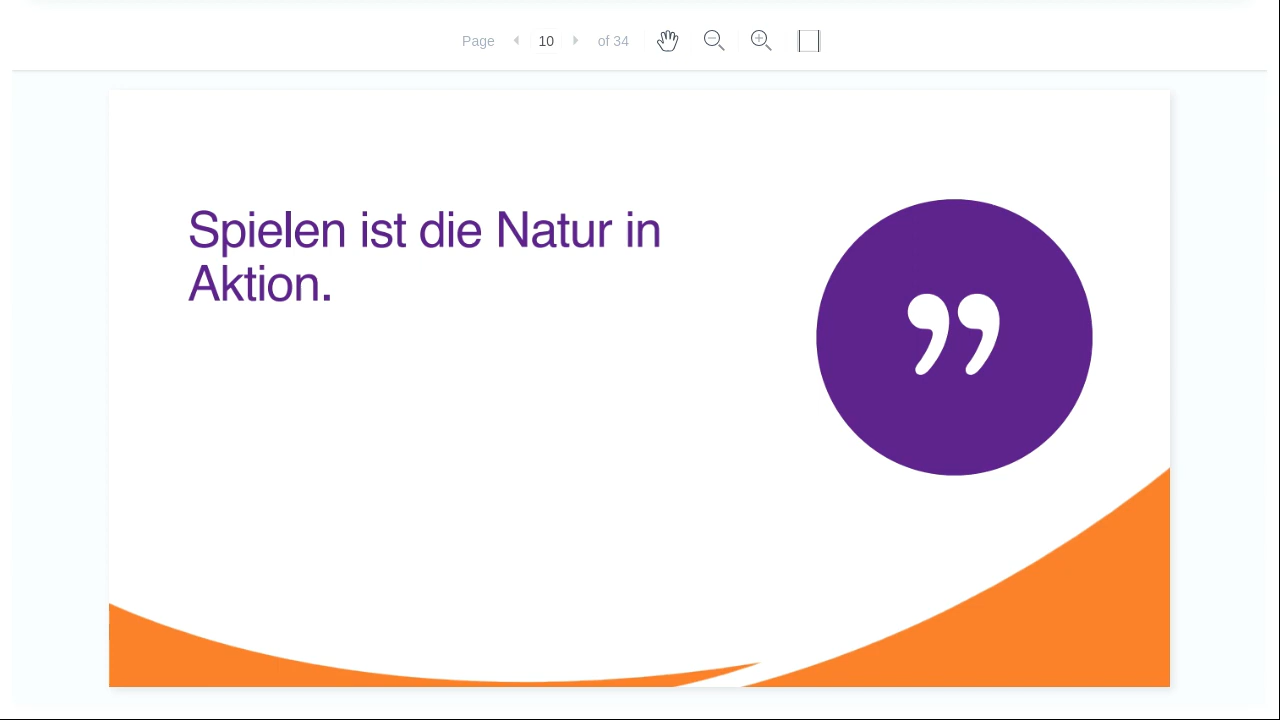 Page 10 of 34
Spielen ist die Natur in
Aktion.
”